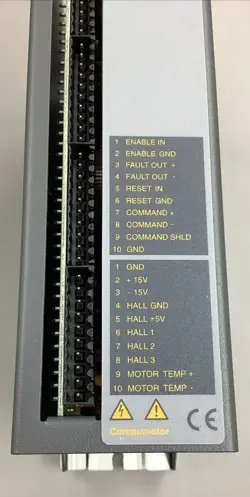 1 ENABLE IN
2 ENABLE GND
3 FAULT OUT +
4 FAULT OUT -
5 RESET IN
6 RESET GND
7 COMMAND +
8 COMMAND -
9 COMMAND SHLD
10 GND
1 GND
2 + 15V
3 - 15V
4 HALL GND
5 HALL +5V
6 HALL 1
7 HALL 2
8 HALL 3
9 MOTOR TEMP +
10 MOTOR TEMP -
Compumotor
CE